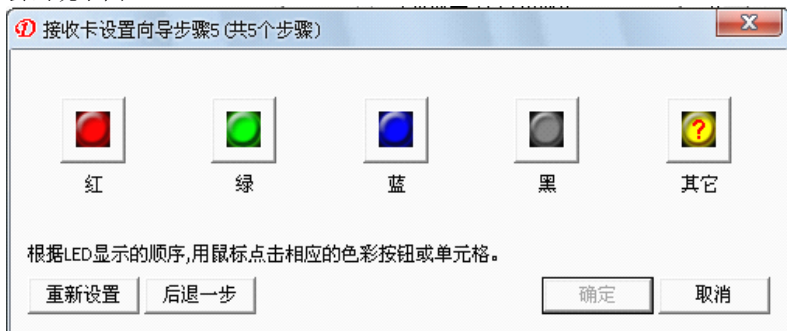 接收卡设置向导步骤5 (共5个步骤)
?
红 绿 蓝 黑 其它
根据LED显示的顺序,用鼠标点击相应的色彩按钮或单元格。
重新设置 后退一步 确定 取消